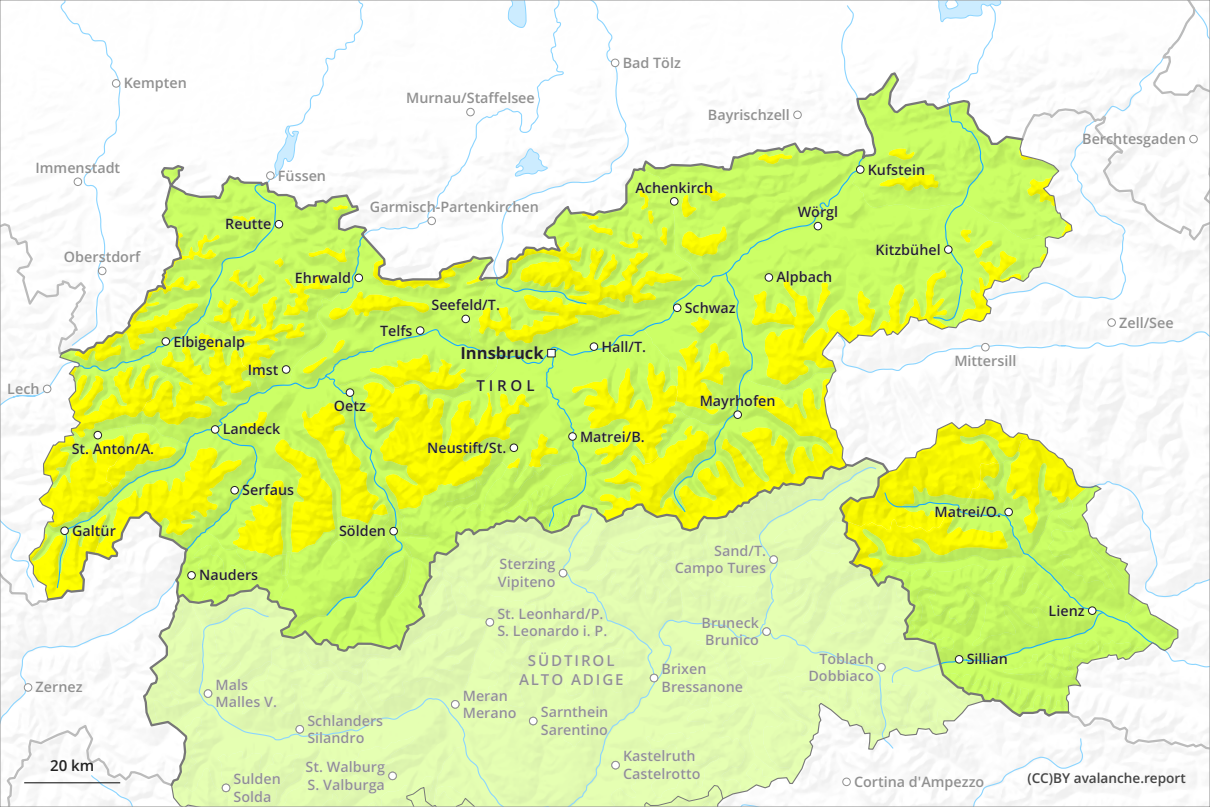 Bad Tölz
Kempten
Murnau/Staffelsee
Bayrischzell
Berchtesgaden
Immenstadt
Füssen
Kufstein
Achenkirch
Garmisch-Partenkirchen
Reutte
Wörgl
Oberstdorf
Kitzbühel
Ehrwald
Alpbach
Seefeld/T.
Schwaz
Telfs
Zell/See
Elbigenalp
Innsbruck
Hall/T.
Mittersill
Imst
TIROL
Lech
Oetz
Mayrhofen
Landeck
Matrei/B.
St. Anton/A.
Neustift/St.
Serfaus
Matrei/O.
Galtür
Sölden
Sand/T.
Campo Tures
Sterzing
Vipiteno
Nauders
Lienz
St. Leonhard/P.
S. Leonardo i. P.
Bruneck
Brunico
Sillian
SÜDTIROL
ALTO ADIGE
Toblach
Dobbiaco
Brixen
Bressanone
Zernez
Mals
Malles V.
Meran
Merano
Sarnthein
Sarentino
Schlanders
Silandro
Kastelruth
Castelrotto
20 km
St. Walburg
S. Valburga
Sulden
Solda
Cortina d'Ampezzo
(CC)BY avalanche.report